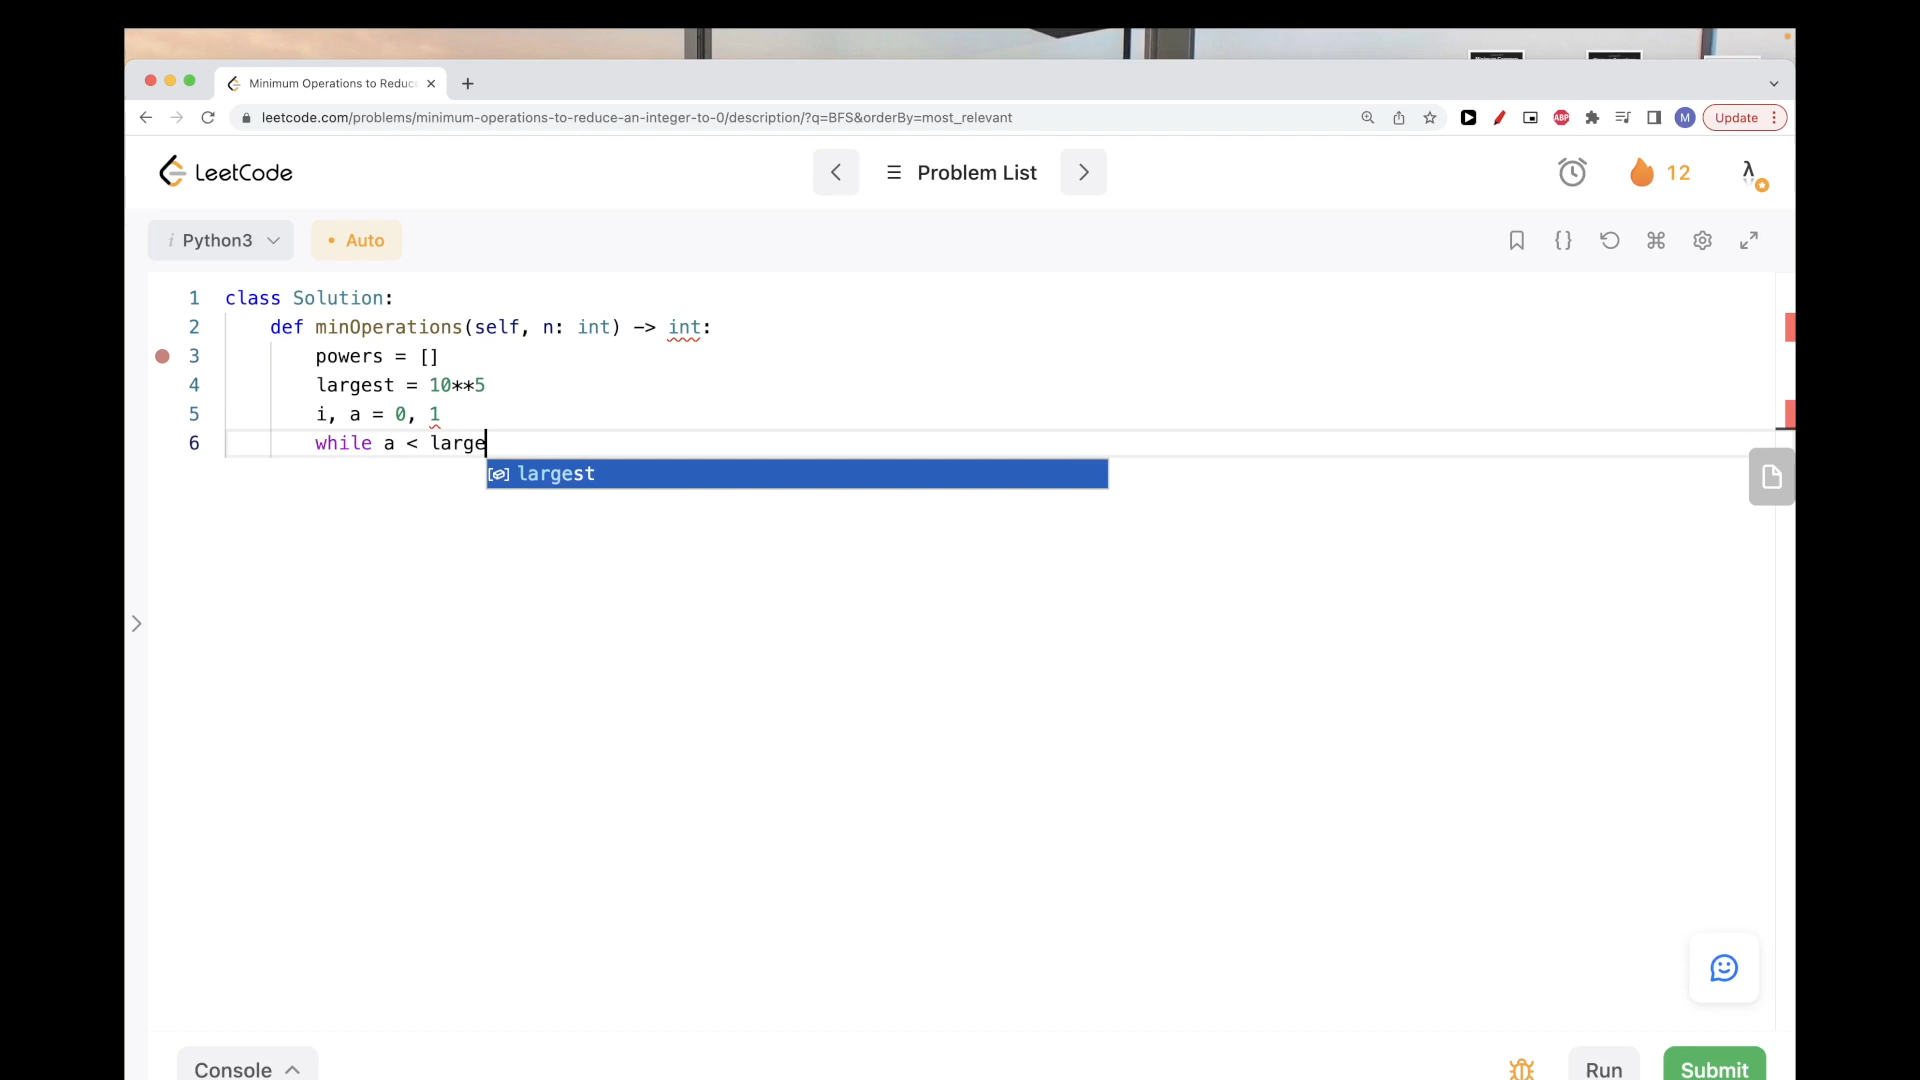 Minimum Operations to Reduc
leetcode.com/problems/minimum-operations-to-reduce-an-integer-to-0/description/?q=BFS&orderBy=most_relevant
ABP
M
Update
LeetCode
Problem List
12
i Python3
• Auto
1 class Solution:
2 def minOperations(self, n: int) -> int:
3 powers = []
4 largest = 10**5
5 i, a = 0, 1
6 while a < large
largest
Console
Run
Submit